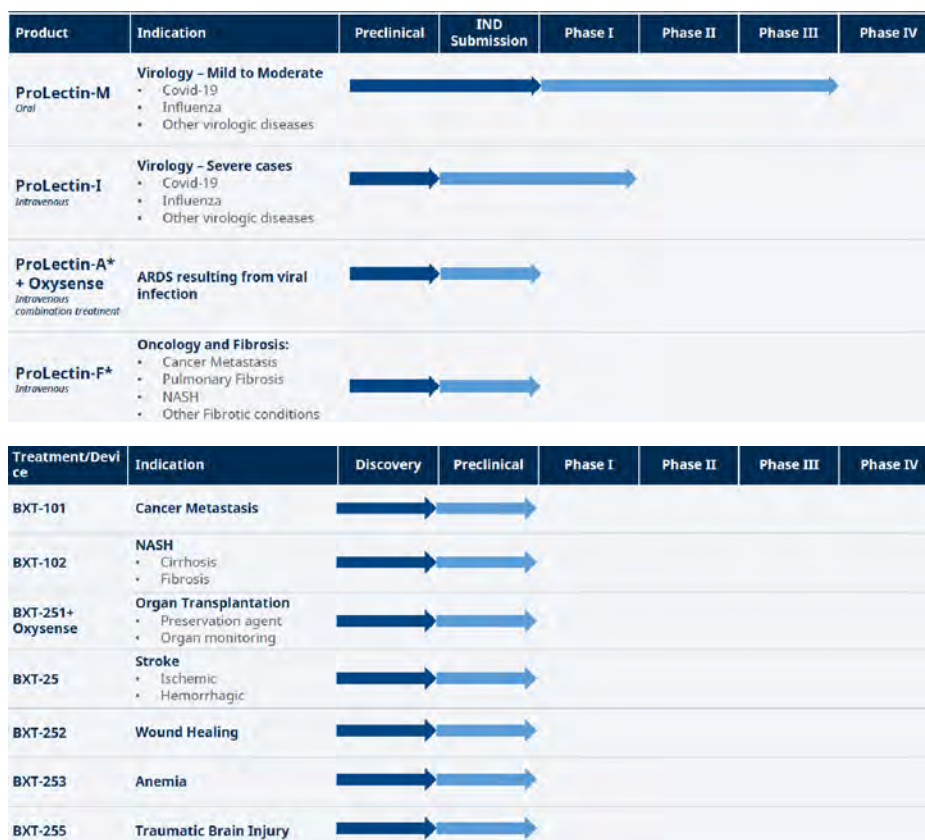 Product Indication Preclinical IND Submission Phase I Phase II Phase III Phase IV
ProLectin-M
Oral
Virology – Mild to Moderate
• Covid-19
• Influenza
• Other virologic diseases
ProLectin-I
Intravenous
Virology – Severe cases
• Covid-19
• Influenza
• Other virologic diseases
ProLectin-A*
+ Oxysense
Intravenous
combination treatment
ARDS resulting from viral
infection
ProLectin-F*
Intravenous
Oncology and Fibrosis:
• Cancer Metastasis
• Pulmonary Fibrosis
• NASH
• Other Fibrotic conditions
Treatment/Devi
ce
Indication Discovery Preclinical Phase I Phase II Phase III Phase IV
BXT-101 Cancer Metastasis
BXT-102
NASH
• Cirrhosis
• Fibrosis
BXT-251+
Oxysense
Organ Transplantation
• Preservation agent
• Organ monitoring
BXT-25
Stroke
• Ischemic
• Hemorrhagic
BXT-252 Wound Healing
BXT-253 Anemia
BXT-255 Traumatic Brain Injury